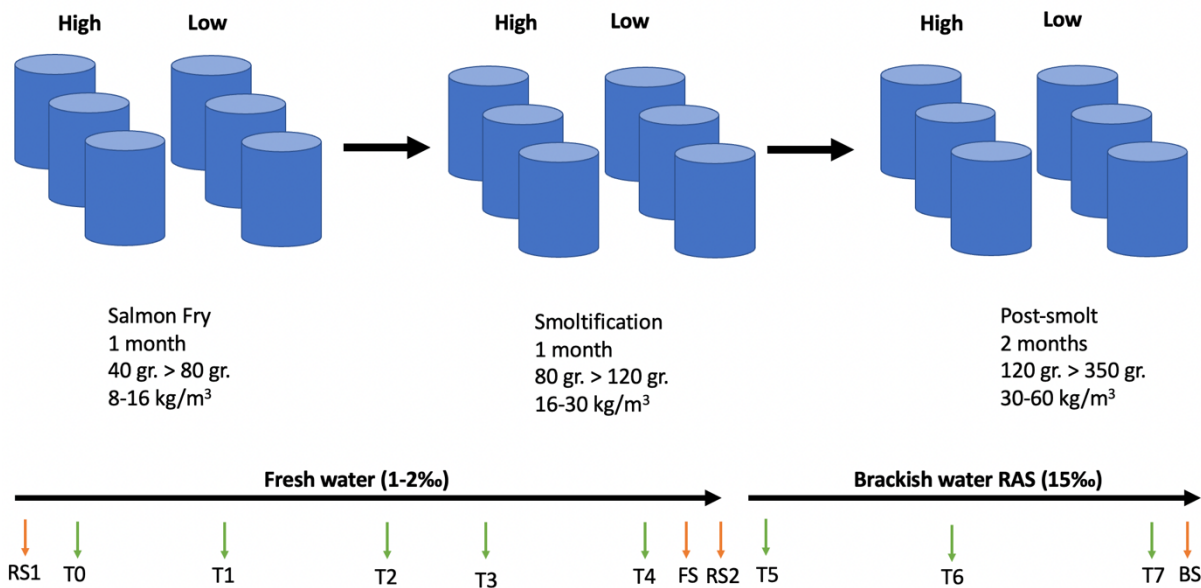 High Low
High Low
High Low
Salmon Fry
1 month
40 gr. > 80 gr.
8-16 kg/m³
Smoltification
1 month
80 gr. > 120 gr.
16-30 kg/m³
Post-smolt
2 months
120 gr. > 350 gr.
30-60 kg/m³
Fresh water (1-2‰)
Brackish water RAS (15‰)
RS1 T0 T1 T2 T3 T4 FS RS2 T5 T6 T7 BS